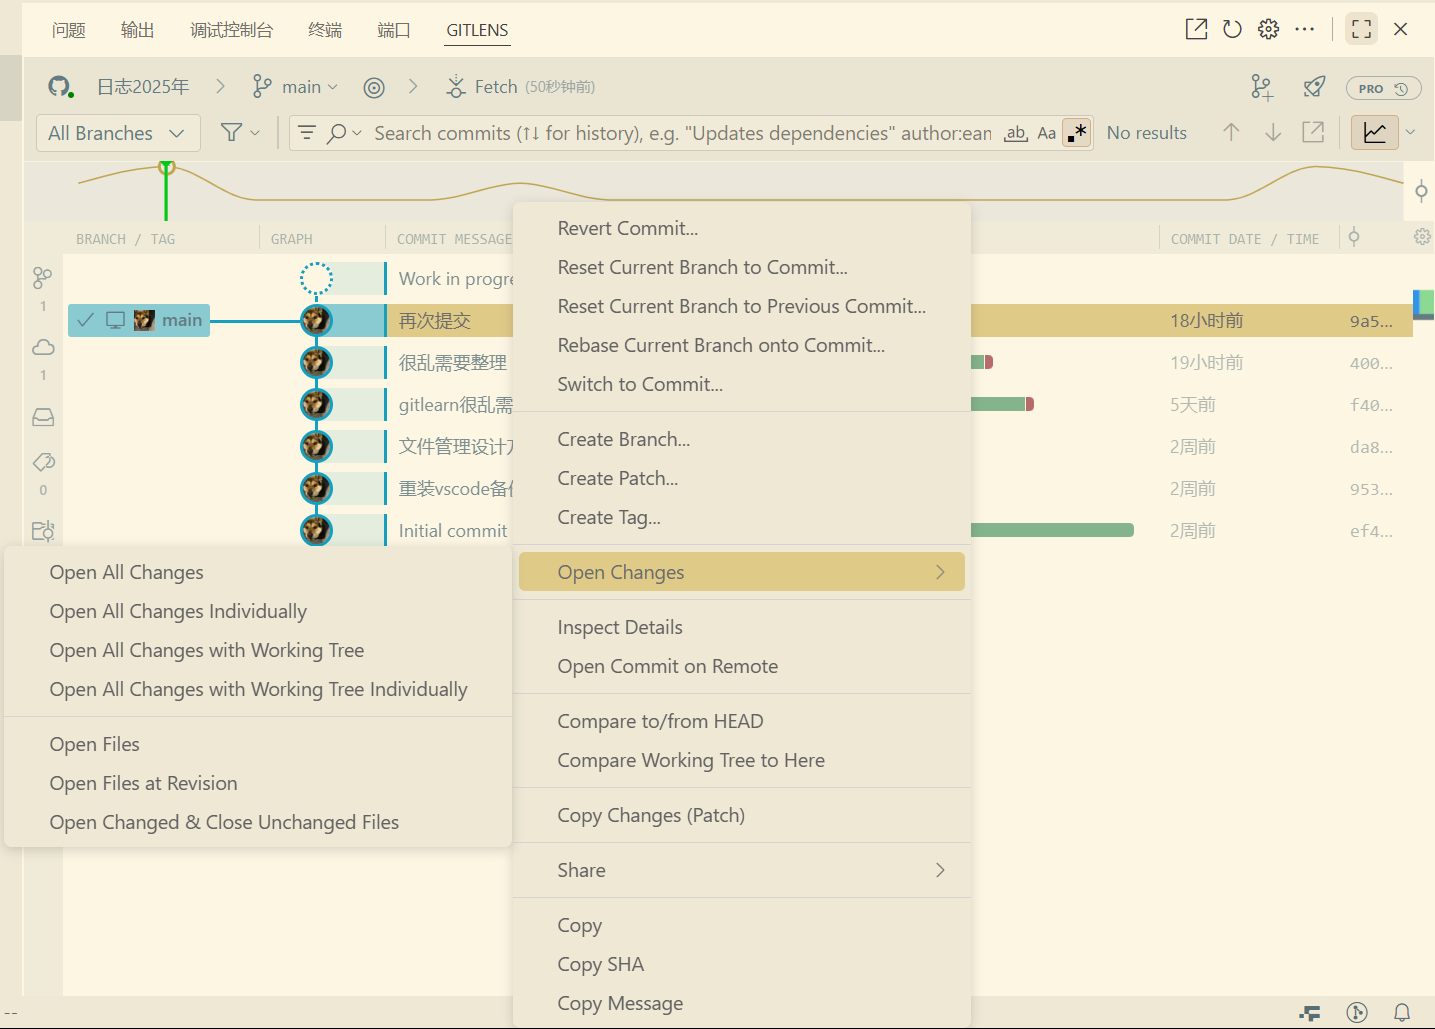 问题 输出 调试控制台 终端 端口 GITLENS
日志2025年 main Fetch (50秒钟前) PRO
All Branches Search commits (↑↓ for history), e.g. "Updates dependencies" author:eam ab Aa .* No results
BRANCH / TAG GRAPH COMMIT MESSAGE COMMIT DATE / TIME
Work in progre
main 再次提交 18小时前 9a5...
很乱需要整理 19小时前 400...
gitlearn很乱需 5天前 f40...
文件管理设计 2周前 da8...
重装vscode备份 2周前 953...
Initial commit 2周前 ef4...
1
1
0
Revert Commit...
Reset Current Branch to Commit...
Reset Current Branch to Previous Commit...
Rebase Current Branch onto Commit...
Switch to Commit...
Create Branch...
Create Patch...
Create Tag...
Open Changes
Inspect Details
Open Commit on Remote
Compare to/from HEAD
Compare Working Tree to Here
Copy Changes (Patch)
Share
Copy
Copy SHA
Copy Message
Open All Changes
Open All Changes Individually
Open All Changes with Working Tree
Open All Changes with Working Tree Individually
Open Files
Open Files at Revision
Open Changed & Close Unchanged Files
--